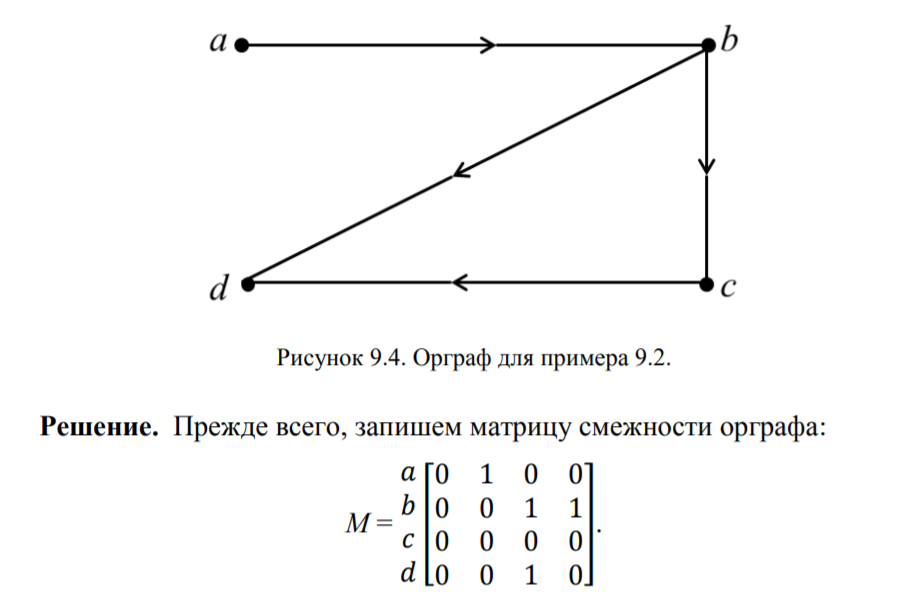 a b
d c
Рисунок 9.4. Орграф для примера 9.2.
Решение. Прежде всего, запишем матрицу смежности орграфа:
a [0 1 0 0]
b 0 0 1 1
M = c 0 0 0 0 .
d [0 0 1 0]